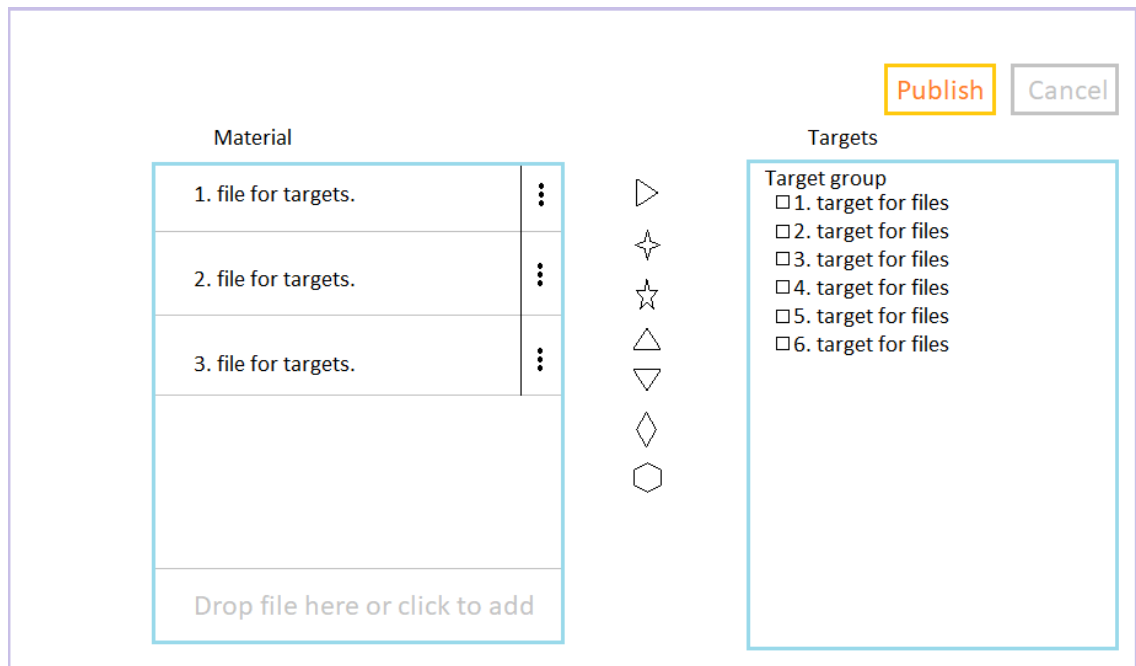 Publish
Cancel
Material
Targets
1. file for targets.
2. file for targets.
3. file for targets.
Drop file here or click to add
Target group
1. target for files
2. target for files
3. target for files
4. target for files
5. target for files
6. target for files